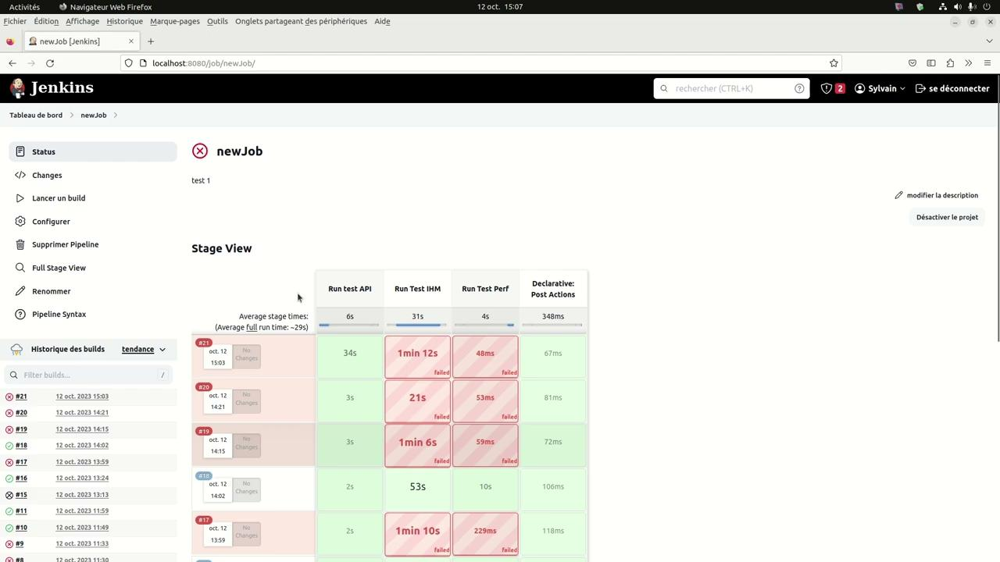 Activités Navigateur Web Firefox 12 oct. 15:07
Fichier Édition Affichage Historique Marque-pages Outils Onglets partageant des périphériques Aide
newJob [Jenkins]
localhost:8080/job/newJob/
Jenkins rechercher (CTRL+K) 2 Sylvain se déconnecter
Tableau de bord newJob
Status
Changes
Lancer un build
Configurer
Supprimer Pipeline
Full Stage View
Renommer
Pipeline Syntax
Historique des builds tendance
Filter builds... /
#21 12 oct. 2023 15:03
#20 12 oct. 2023 14:21
#19 12 oct. 2023 14:15
#18 12 oct. 2023 14:02
#17 12 oct. 2023 13:59
#16 12 oct. 2023 13:24
#15 12 oct. 2023 13:13
#11 12 oct. 2023 11:59
#10 12 oct. 2023 11:49
#9 12 oct. 2023 11:33
#8 12 oct. 2023 11:30
newJob
test 1
modifier la description
Désactiver le projet
Stage View
Run test API Run Test IHM Run Test Perf Declarative:
Post Actions
Average stage times: 6s 31s 4s 348ms
(Average full run time: ~29s)
#21
oct. 12
15:03
No
Changes
34s 1min 12s 48ms 67ms
failed failed
#20
oct. 12
14:21
No
Changes
3s 21s 53ms 81ms
failed failed
#19
oct. 12
14:15
No
Changes
3s 1min 6s 59ms 72ms
failed failed
#18
oct. 12
14:02
No
Changes
2s 53s 10s 106ms
#17
oct. 12
13:59
No
Changes
2s 1min 10s 229ms 118ms
failed failed